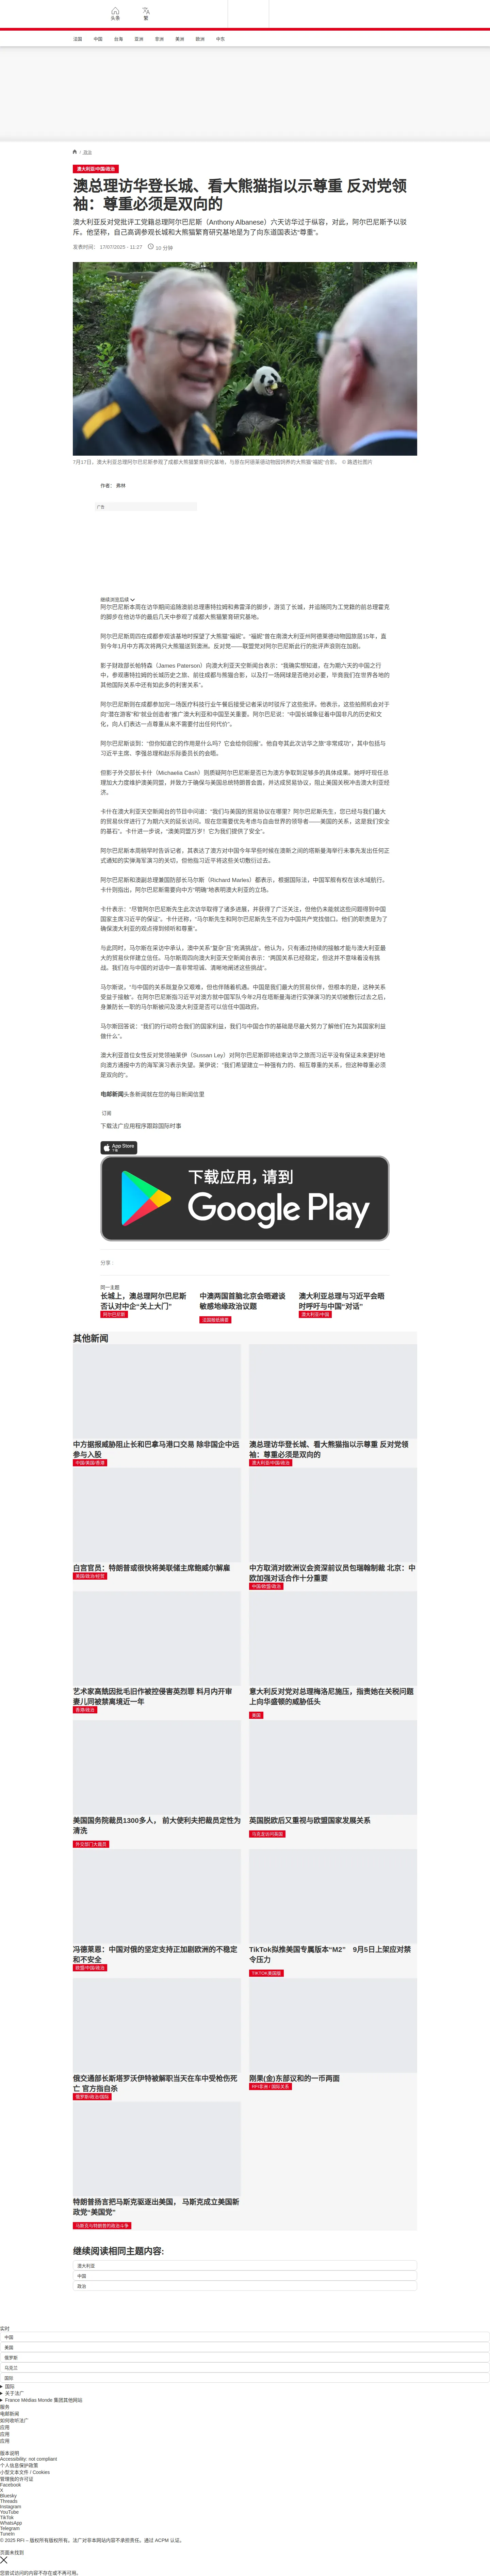 头条
繁
法国
中国
台海
亚洲
非洲
美洲
欧洲
中东
/ 政治
澳大利亚/中国/政治
澳总理访华登长城、看大熊猫指以示尊重 反对党领
袖：尊重必须是双向的
澳大利亚反对党批评工党籍总理阿尔巴尼斯（Anthony Albanese）六天访华过于纵容，对此，阿尔巴尼斯予以驳
斥，他坚称，自己高调参观长城和大熊猫繁育研究基地是为了向东道国表达“尊重”。
发表时间： 17/07/2025 - 11:27
10 分钟
7月17日，澳大利亚总理阿尔巴尼斯参观了成都大熊猫繁育研究基地，与曾在阿德莱德动物园饲养的大熊猫“福妮”合影。 © 路透社图片
作者： 弗林
广告
继续浏览后续
阿尔巴尼斯本周在访华期间追随澳前总理惠特拉姆和弗雷泽的脚步，游览了长城，并追随同为工党籍的前总理霍克
的脚步在他访华的最后几天中参观了成都大熊猫繁育研究基地。
阿尔巴尼斯周四在成都参观该基地时探望了大熊猫“福妮”。“福妮”曾在南澳大利亚州阿德莱德动物园旅居15年，直
到今年1月中方再次将两只大熊猫送到澳洲。反对党——联盟党对阿尔巴尼斯此行的批评声浪则在加剧。
影子财政部长帕特森（James Paterson）向澳大利亚天空新闻台表示：“我确实想知道，在为期六天的中国之行
中，参观惠特拉姆的长城历史之旅、前往成都与熊猫合影，以及打一场网球是否绝对必要，毕竟我们在世界各地的
其他国际关系中还有如此多的利害关系”。
阿尔巴尼斯则在成都参加完一场医疗科技行业午餐后接受记者采访时驳斥了这些批评。他表示，这些拍照机会对于
向“潜在游客”和“就业创造者”推广澳大利亚和中国至关重要。阿尔巴尼说：“中国长城象征着中国非凡的历史和文
化，向人们表达一点尊重从来不需要付出任何代价”。
阿尔巴尼斯说到：“但你知道它的作用是什么吗？它会给你回报”。他自夸其此次访华之旅“非常成功”，其中包括与
习近平主席、李强总理和赵乐际委员长的会晤。
但影子外交部长卡什（Michaelia Cash）则质疑阿尔巴尼斯是否已为澳方争取到足够多的具体成果。她呼吁现任总
理加大力度维护澳美同盟，并致力于确保与美国总统特朗普会面，并达成贸易协议，阻止美国关税冲击澳大利亚经
济。
卡什在澳大利亚天空新闻台的节目中问道：“我们与美国的贸易协议在哪里？阿尔巴尼斯先生，您已经与我们最大
的贸易伙伴进行了为期六天的延长访问。现在您需要优先考虑与自由世界的领导者——美国的关系，这是我们安全
的基石”。卡什进一步说，“澳美同盟万岁！它为我们提供了安全”。
阿尔巴尼斯本周稍早时告诉记者，其表达了澳方对中国今年早些时候在澳新之间的塔斯曼海举行未事先发出任何正
式通知的实弹海军演习的关切。但他指习近平将这些关切敷衍过去。
阿尔巴尼斯和澳副总理兼国防部长马尔斯（Richard Marles）都表示，根据国际法，中国军舰有权在该水域航行。
卡什则指出，阿尔巴尼斯需要向中方“明确”地表明澳大利亚的立场。
卡什表示：“尽管阿尔巴尼斯先生此次访华取得了诸多进展，并获得了广泛关注，但他仍未能就这些问题得到中国
国家主席习近平的保证”。卡什还称，“马尔斯先生和阿尔巴尼斯先生不应为中国共产党找借口。他们的职责是为了
确保澳大利亚的观点得到倾听和尊重”。
与此同时，马尔斯在采访中承认，澳中关系“复杂”且“充满挑战”。他认为，只有通过持续的接触才能与澳大利亚最
大的贸易伙伴建立信任。马尔斯周四向澳大利亚天空新闻台表示：“两国关系已经稳定，但这并不意味着没有挑
战。我们在与中国的对话中一直非常坦诚、清晰地阐述这些挑战”。
马尔斯说，“与中国的关系既复杂又艰难，但也伴随着机遇。中国是我们最大的贸易伙伴，但根本的是，这种关系
受益于接触”。在阿尔巴尼斯指习近平对澳方就中国军队今年2月在塔斯曼海进行实弹演习的关切被敷衍过去之后，
身兼防长一职的马尔斯被问及澳大利亚是否可以信任中国政府。
马尔斯回答说：“我们的行动符合我们的国家利益，我们与中国合作的基础是尽最大努力了解他们在为其国家利益
做什么”。
澳大利亚首位女性反对党领袖莱伊（Sussan Ley）对阿尔巴尼斯即将结束访华之旅而习近平没有保证未来更好地
向澳方通报中方的海军演习表示失望。莱伊说：“我们希望建立一种强有力的、相互尊重的关系，但这种尊重必须
是双向的”。
电邮新闻头条新闻就在您的每日新闻信里
订阅
下载法广应用程序跟踪国际时事
App Store
下载
下载应用，请到
Google Play
分享 :
同一主题
长城上，澳总理阿尔巴尼斯
否认对中企“关上大门”
阿尔巴尼斯
中澳两国首脑北京会晤避谈
敏感地缘政治议题
法国报纸摘要
澳大利亚总理与习近平会晤
时呼吁与中国“对话”
澳大利亚/中国
其他新闻
中方据报威胁阻止长和巴拿马港口交易 除非国企中远
参与入股
中国/美国/香港
澳总理访华登长城、看大熊猫指以示尊重 反对党领
袖：尊重必须是双向的
澳大利亚/中国/政治
白宫官员：特朗普或很快将美联储主席鲍威尔解雇
美国/政治/经贸
中方取消对欧洲议会资深前议员包瑞翰制裁 北京：中
欧加强对话合作十分重要
中国/欧盟/政治
艺术家高兟因批毛旧作被控侵害英烈罪 料月内开审
妻儿同被禁离境近一年
香港/政治
意大利反对党对总理梅洛尼施压，指责她在关税问题
上向华盛顿的威胁低头
美国
美国国务院裁员1300多人， 前大使利夫把裁员定性为
清洗
外交部门大裁员
英国脱欧后又重视与欧盟国家发展关系
马克龙访问英国
冯德莱恩：中国对俄的坚定支持正加剧欧洲的不稳定
和不安全
欧盟/中国/政治
TikTok拟推美国专属版本“M2” 9月5日上架应对禁
令压力
TIKTOK美国版
俄交通部长斯塔罗沃伊特被解职当天在车中受枪伤死
亡 官方指自杀
俄罗斯/政治/国际
刚果(金)东部议和的一币两面
RFI非洲 / 国际关系
特朗普扬言把马斯克驱逐出美国， 马斯克成立美国新
政党“美国党”
马斯克与特朗普的政治斗争
继续阅读相同主题内容:
澳大利亚
中国
政治
实时
中国
美国
俄罗斯
乌克兰
国际
国际
关于法广
France Médias Monde 集团其他网站
服务
电邮新闻
如何收听法广
应用
应用
应用
版本说明
Accessibility: not compliant
个人信息保护政策
小型文本文件 / Cookies
管理我的许可证
Facebook
X
Bluesky
Threads
Instagram
YouTube
TikTok
WhatsApp
Telegram
TuneIn
© 2025 RFI – 版权所有版权所有。法广对非本网站内容不承担责任。通过 ACPM 认证。
页面未找到
您尝试访问的内容不存在或不再可用。